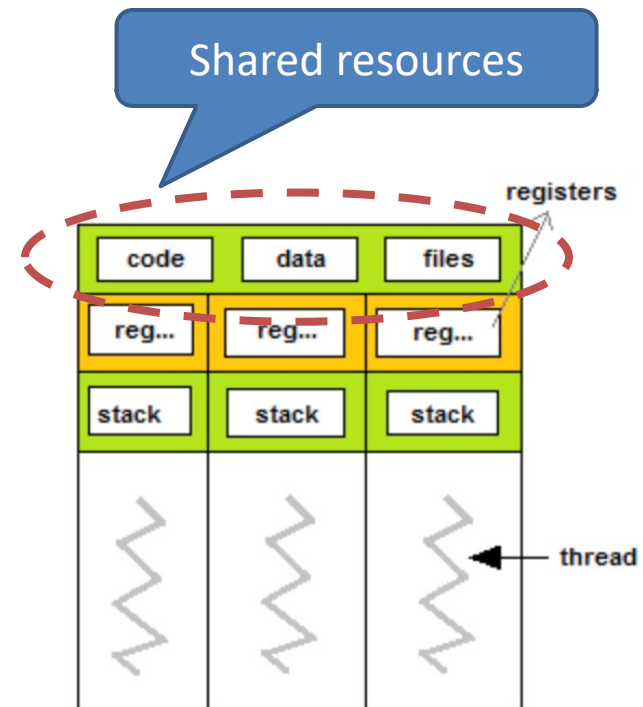 Shared resources
registers
code data files
reg... reg... reg...
stack stack stack
thread